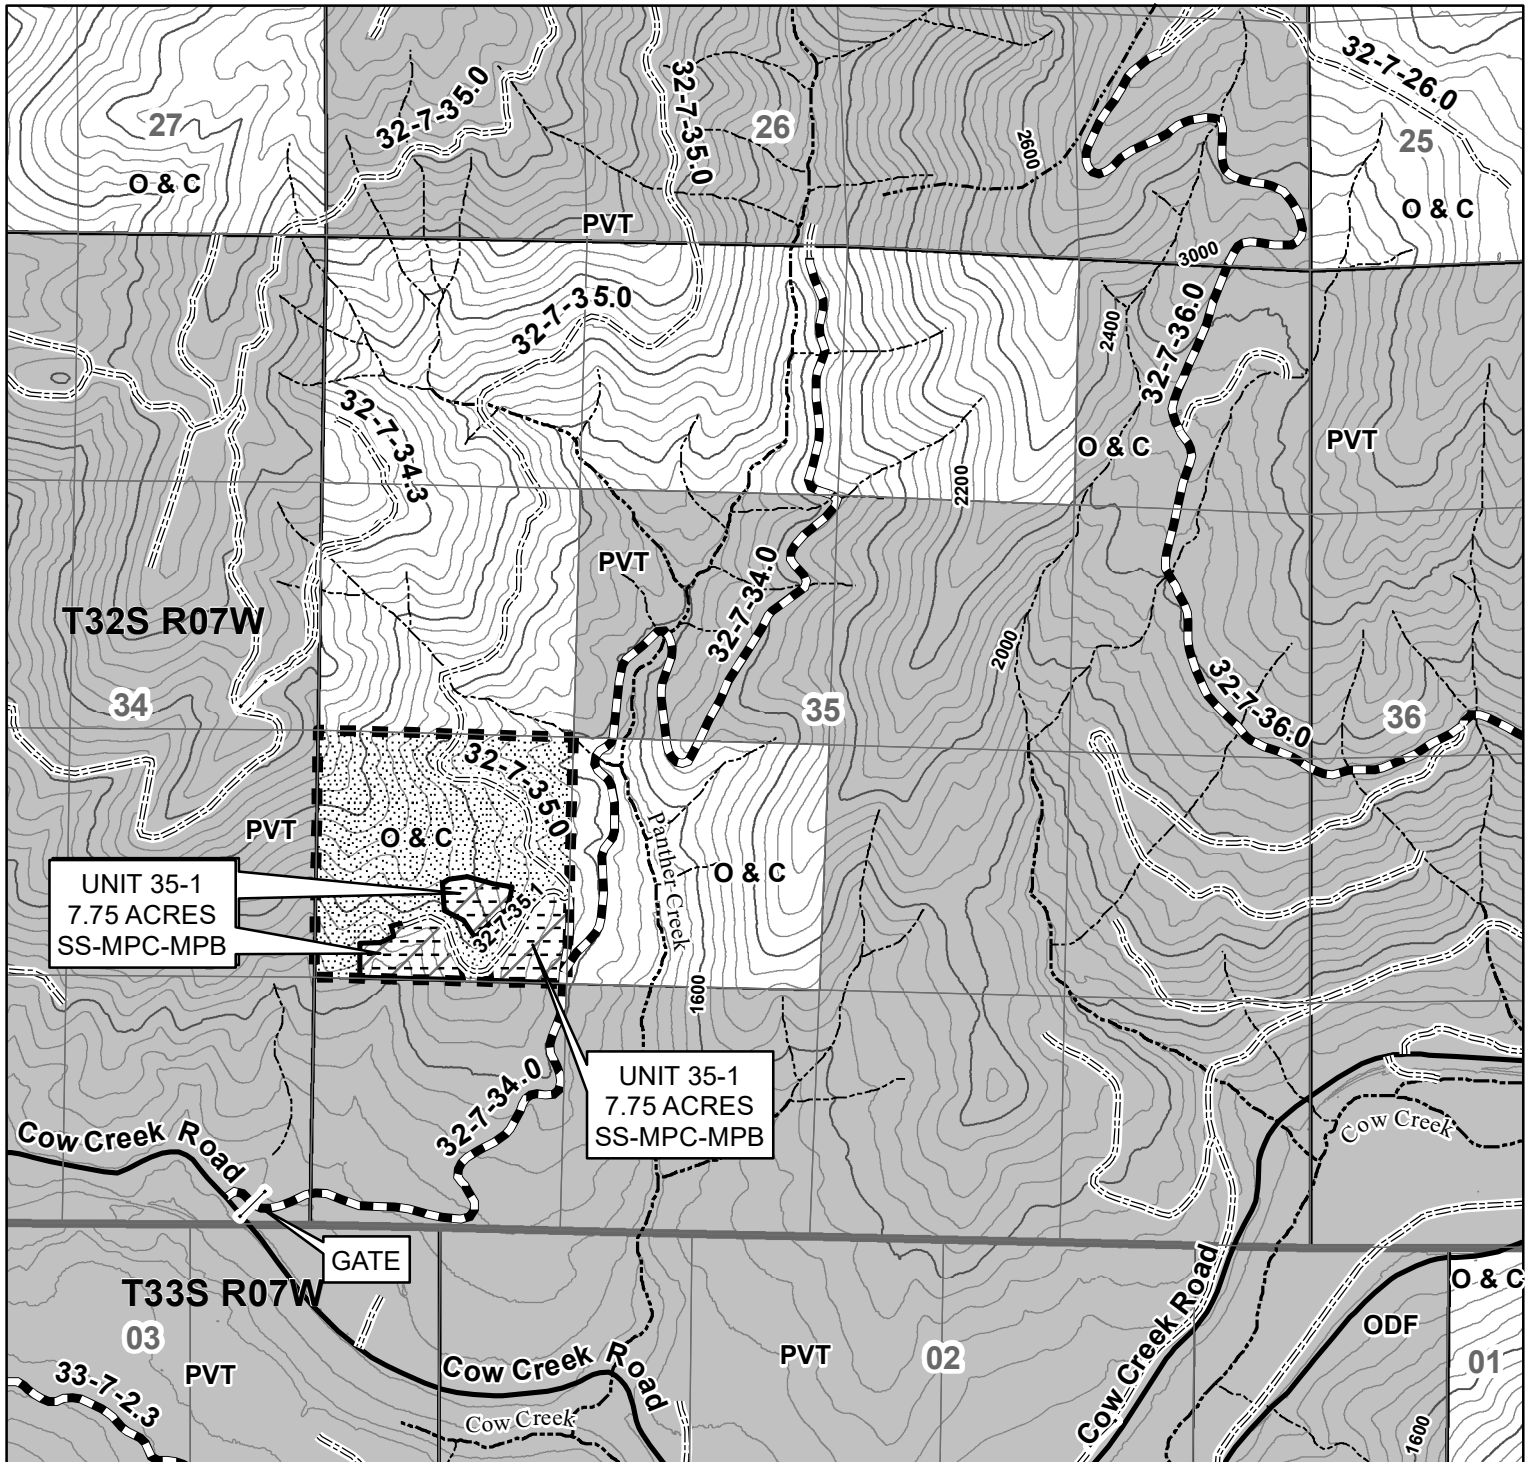 32-7-26.0
32-7-35.0
32-7-35.0
27
26
2600
25
O & C
O & C
PVT
3000
32-7-35.0
32-7-36.0
2400
32-7-34.3
O & C
PVT
2200
PVT
32-7-34.0
T32S R07W
2000
34
35
32-7-36.0
36
32-7-35.0
PVT
O & C
Panther Creek
O & C
UNIT 35-1
7.75 ACRES
SS-MPC-MPB
32-7-35.1
1600
UNIT 35-1
7.75 ACRES
SS-MPC-MPB
32-7-34.0
Cow Creek Road
Cow Creek
GATE
T33S R07W
O & C
03
ODF
PVT
Cow Creek Road
PVT
02
Cow Creek Road
01
33-7-2.3
Cow Creek
1600